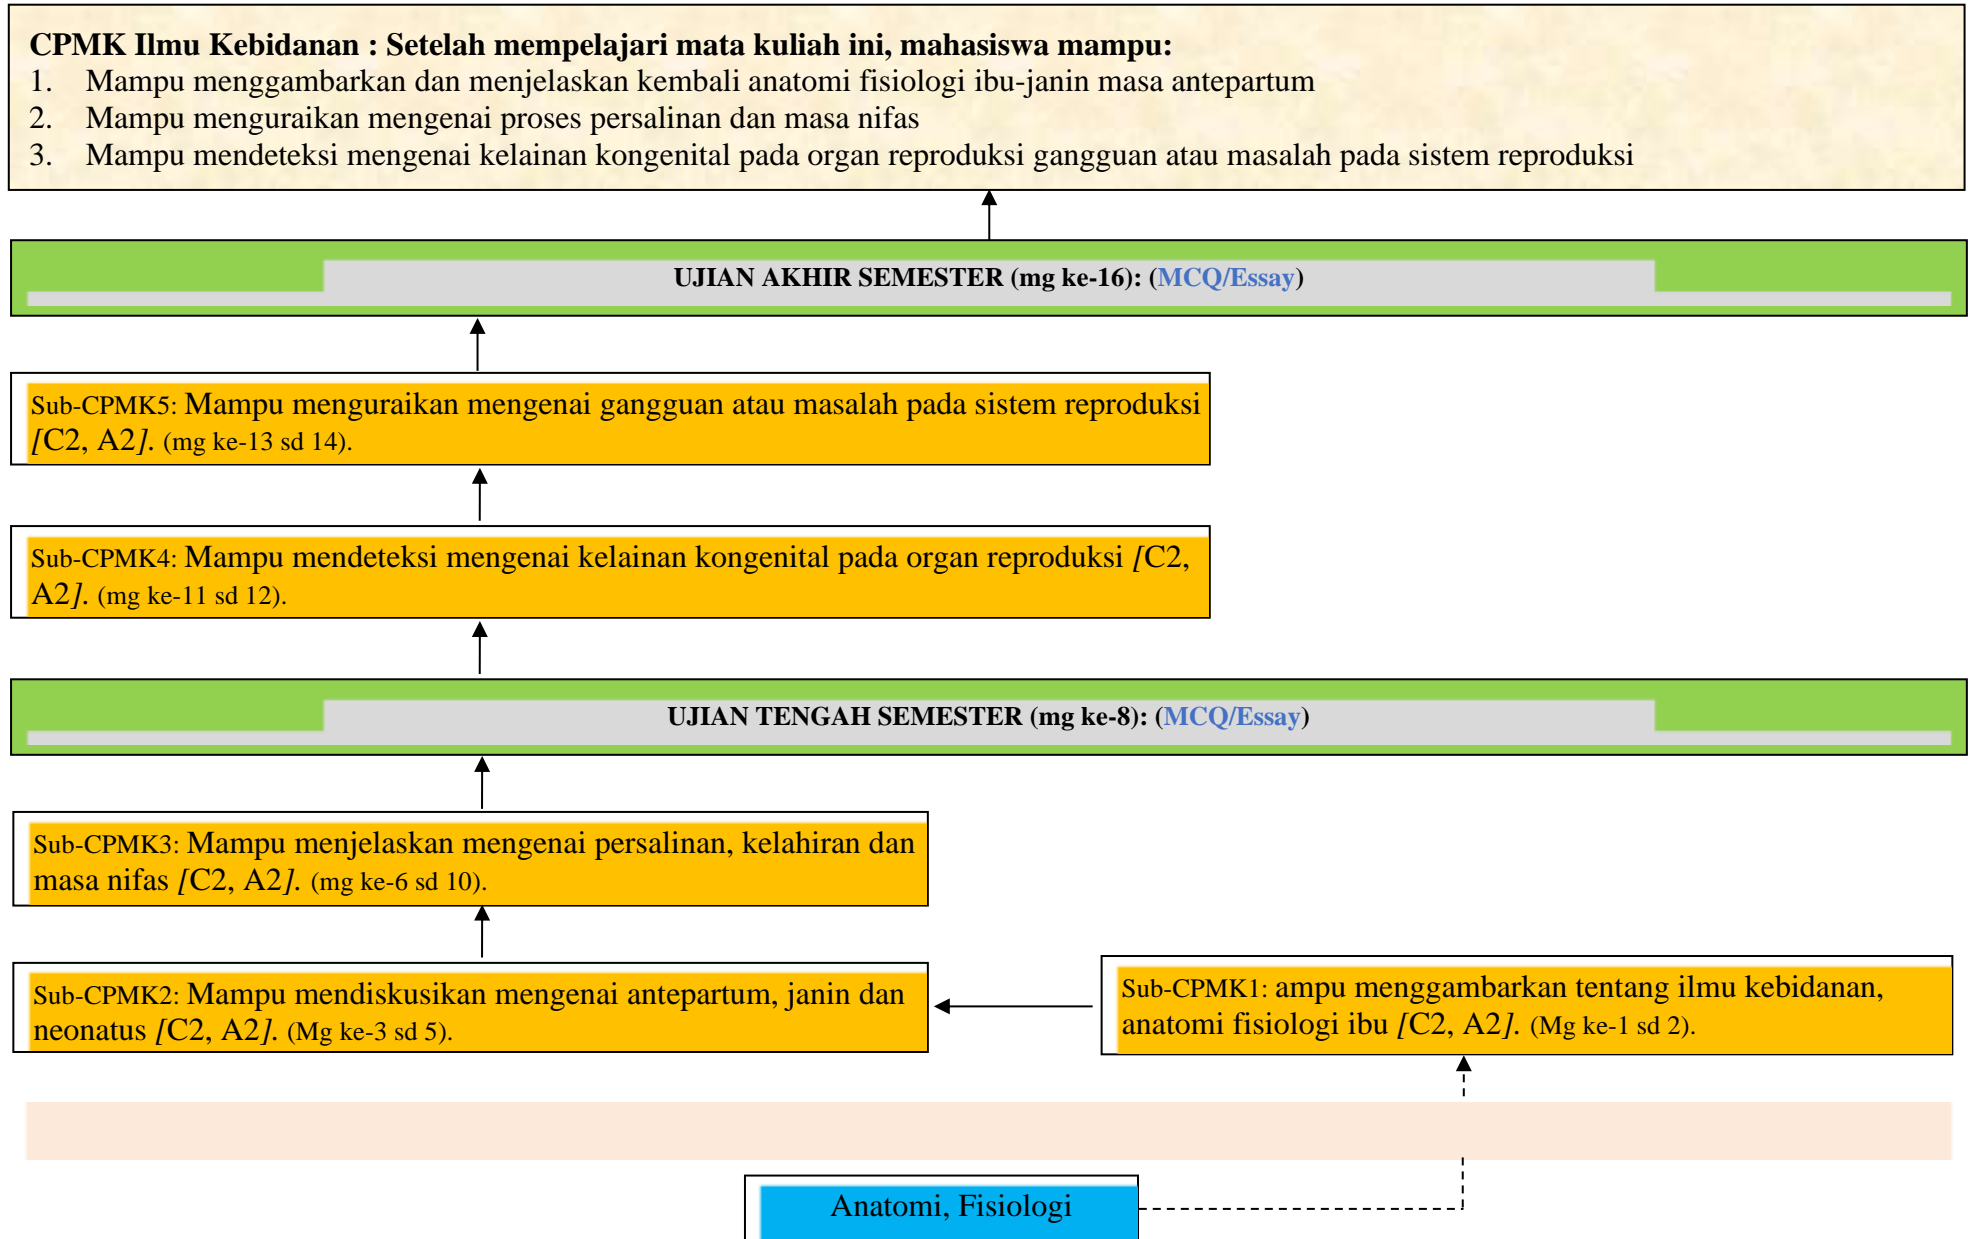 CPMK Ilmu Kebidanan : Setelah mempelajari mata kuliah ini, mahasiswa mampu:
1. Mampu menggambarkan dan menjelaskan kembali anatomi fisiologi ibu-janin masa antepartum
2. Mampu menguraikan mengenai proses persalinan dan masa nifas
3. Mampu mendeteksi mengenai kelainan kongenital pada organ reproduksi gangguan atau masalah pada sistem reproduksi
UJIAN AKHIR SEMESTER (mg ke-16): (MCQ/Essay)
Sub-CPMK5: Mampu menguraikan mengenai gangguan atau masalah pada sistem reproduksi
[C2, A2]. (mg ke-13 sd 14).
Sub-CPMK4: Mampu mendeteksi mengenai kelainan kongenital pada organ reproduksi [C2,
A2]. (mg ke-11 sd 12).
UJIAN TENGAH SEMESTER (mg ke-8): (MCQ/Essay)
Sub-CPMK3: Mampu menjelaskan mengenai persalinan, kelahiran dan
masa nifas [C2, A2]. (mg ke-6 sd 10).
Sub-CPMK2: Mampu mendiskusikan mengenai antepartum, janin dan
neonatus [C2, A2]. (Mg ke-3 sd 5).
Sub-CPMK1: ampu menggambarkan tentang ilmu kebidanan,
anatomi fisiologi ibu [C2, A2]. (Mg ke-1 sd 2).
Anatomi, Fisiologi